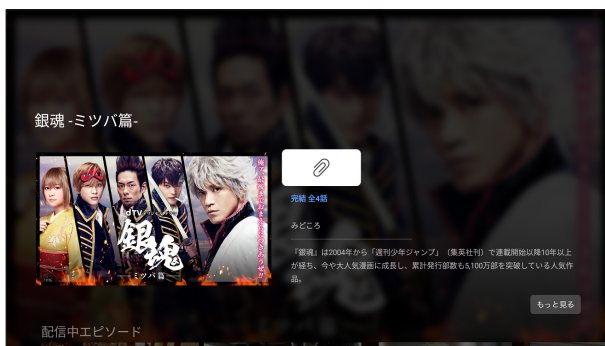 銀魂 -ミツバ篇-
dTV
銀魂
ミツバ篇
完結 全4話
みどころ
『銀魂』は2004年から「週刊少年ジャンプ」（集英社刊）で連載開始以降10年以上
が経ち、今や大人気漫画に成長し、累計発行部数も5,100万部を突破している人気作
品。
もっと見る
配信中エピソード